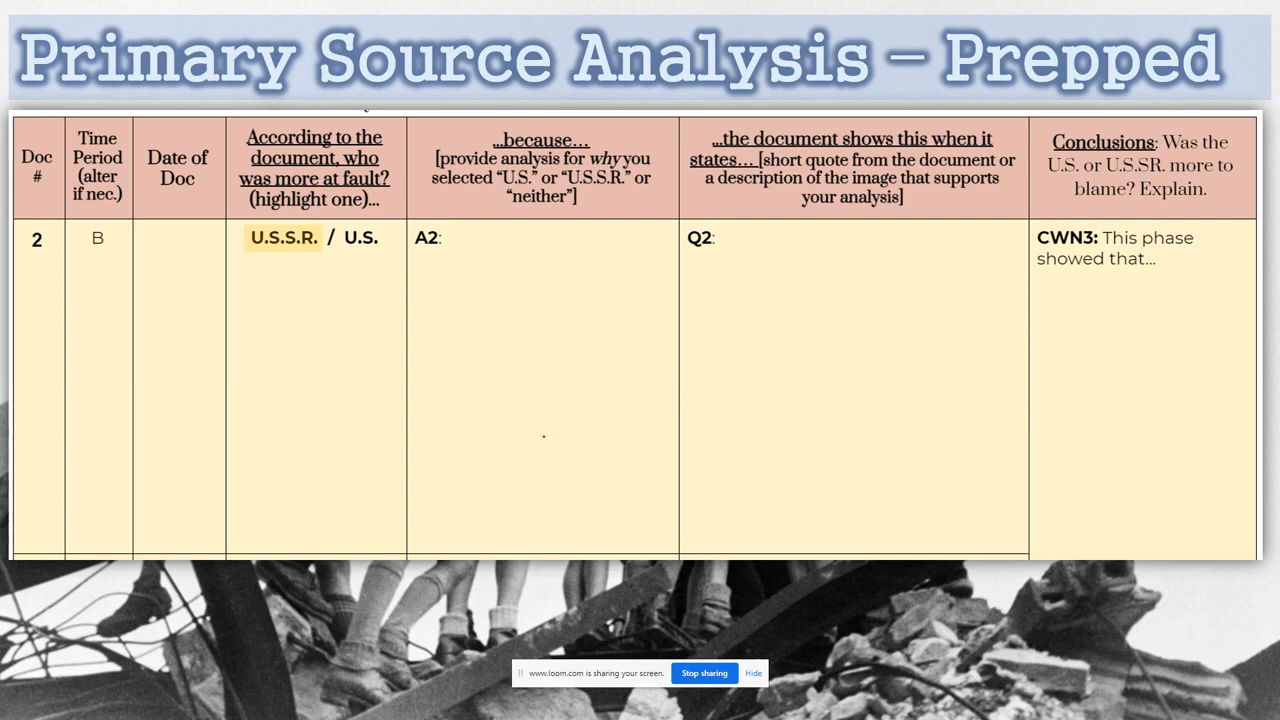 Primary Source Analysis – Prepped
Doc
#
Time
Period
(alter
if nec.)
Date of
Doc
According to the
document, who
was more at fault?
(highlight one)...
...because...
[provide analysis for why you
selected “U.S.” or “U.S.S.R.” or
“neither”]
...the document shows this when it
states... [short quote from the document or
a description of the image that supports
your analysis]
Conclusions: Was the
U.S. or U.S.SR. more to
blame? Explain.
2
B
U.S.S.R. / U.S.
A2:
Q2:
CWN3: This phase
showed that...
www.loom.com is sharing your screen.
Stop sharing
Hide